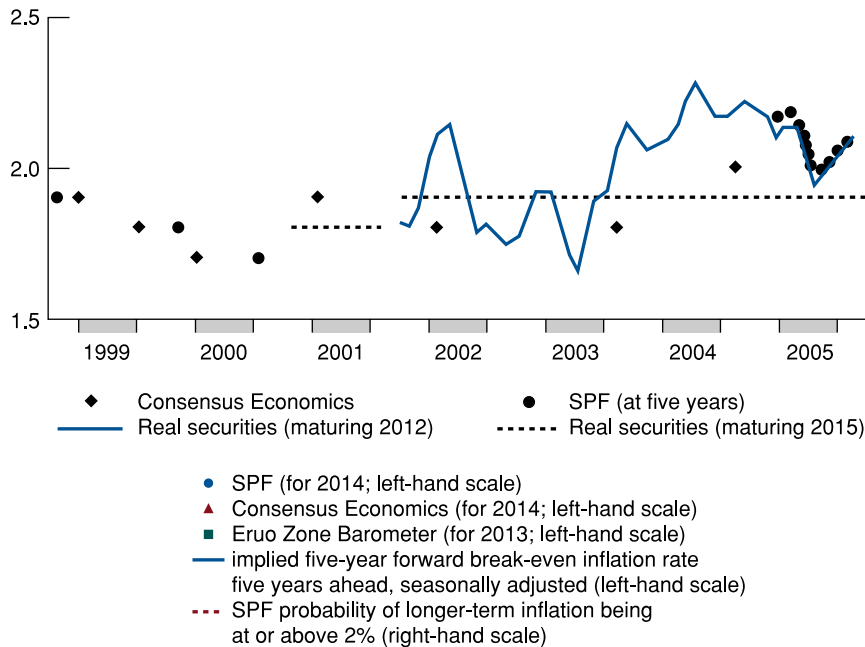 2.5
2.0
1.5
1999 2000 2001 2002 2003 2004 2005
Consensus Economics
SPF (at five years)
Real securities (maturing 2012)
Real securities (maturing 2015)
SPF (for 2014; left-hand scale)
Consensus Economics (for 2014; left-hand scale)
Eruo Zone Barometer (for 2013; left-hand scale)
implied five-year forward break-even inflation rate
five years ahead, seasonally adjusted (left-hand scale)
SPF probability of longer-term inflation being
at or above 2% (right-hand scale)